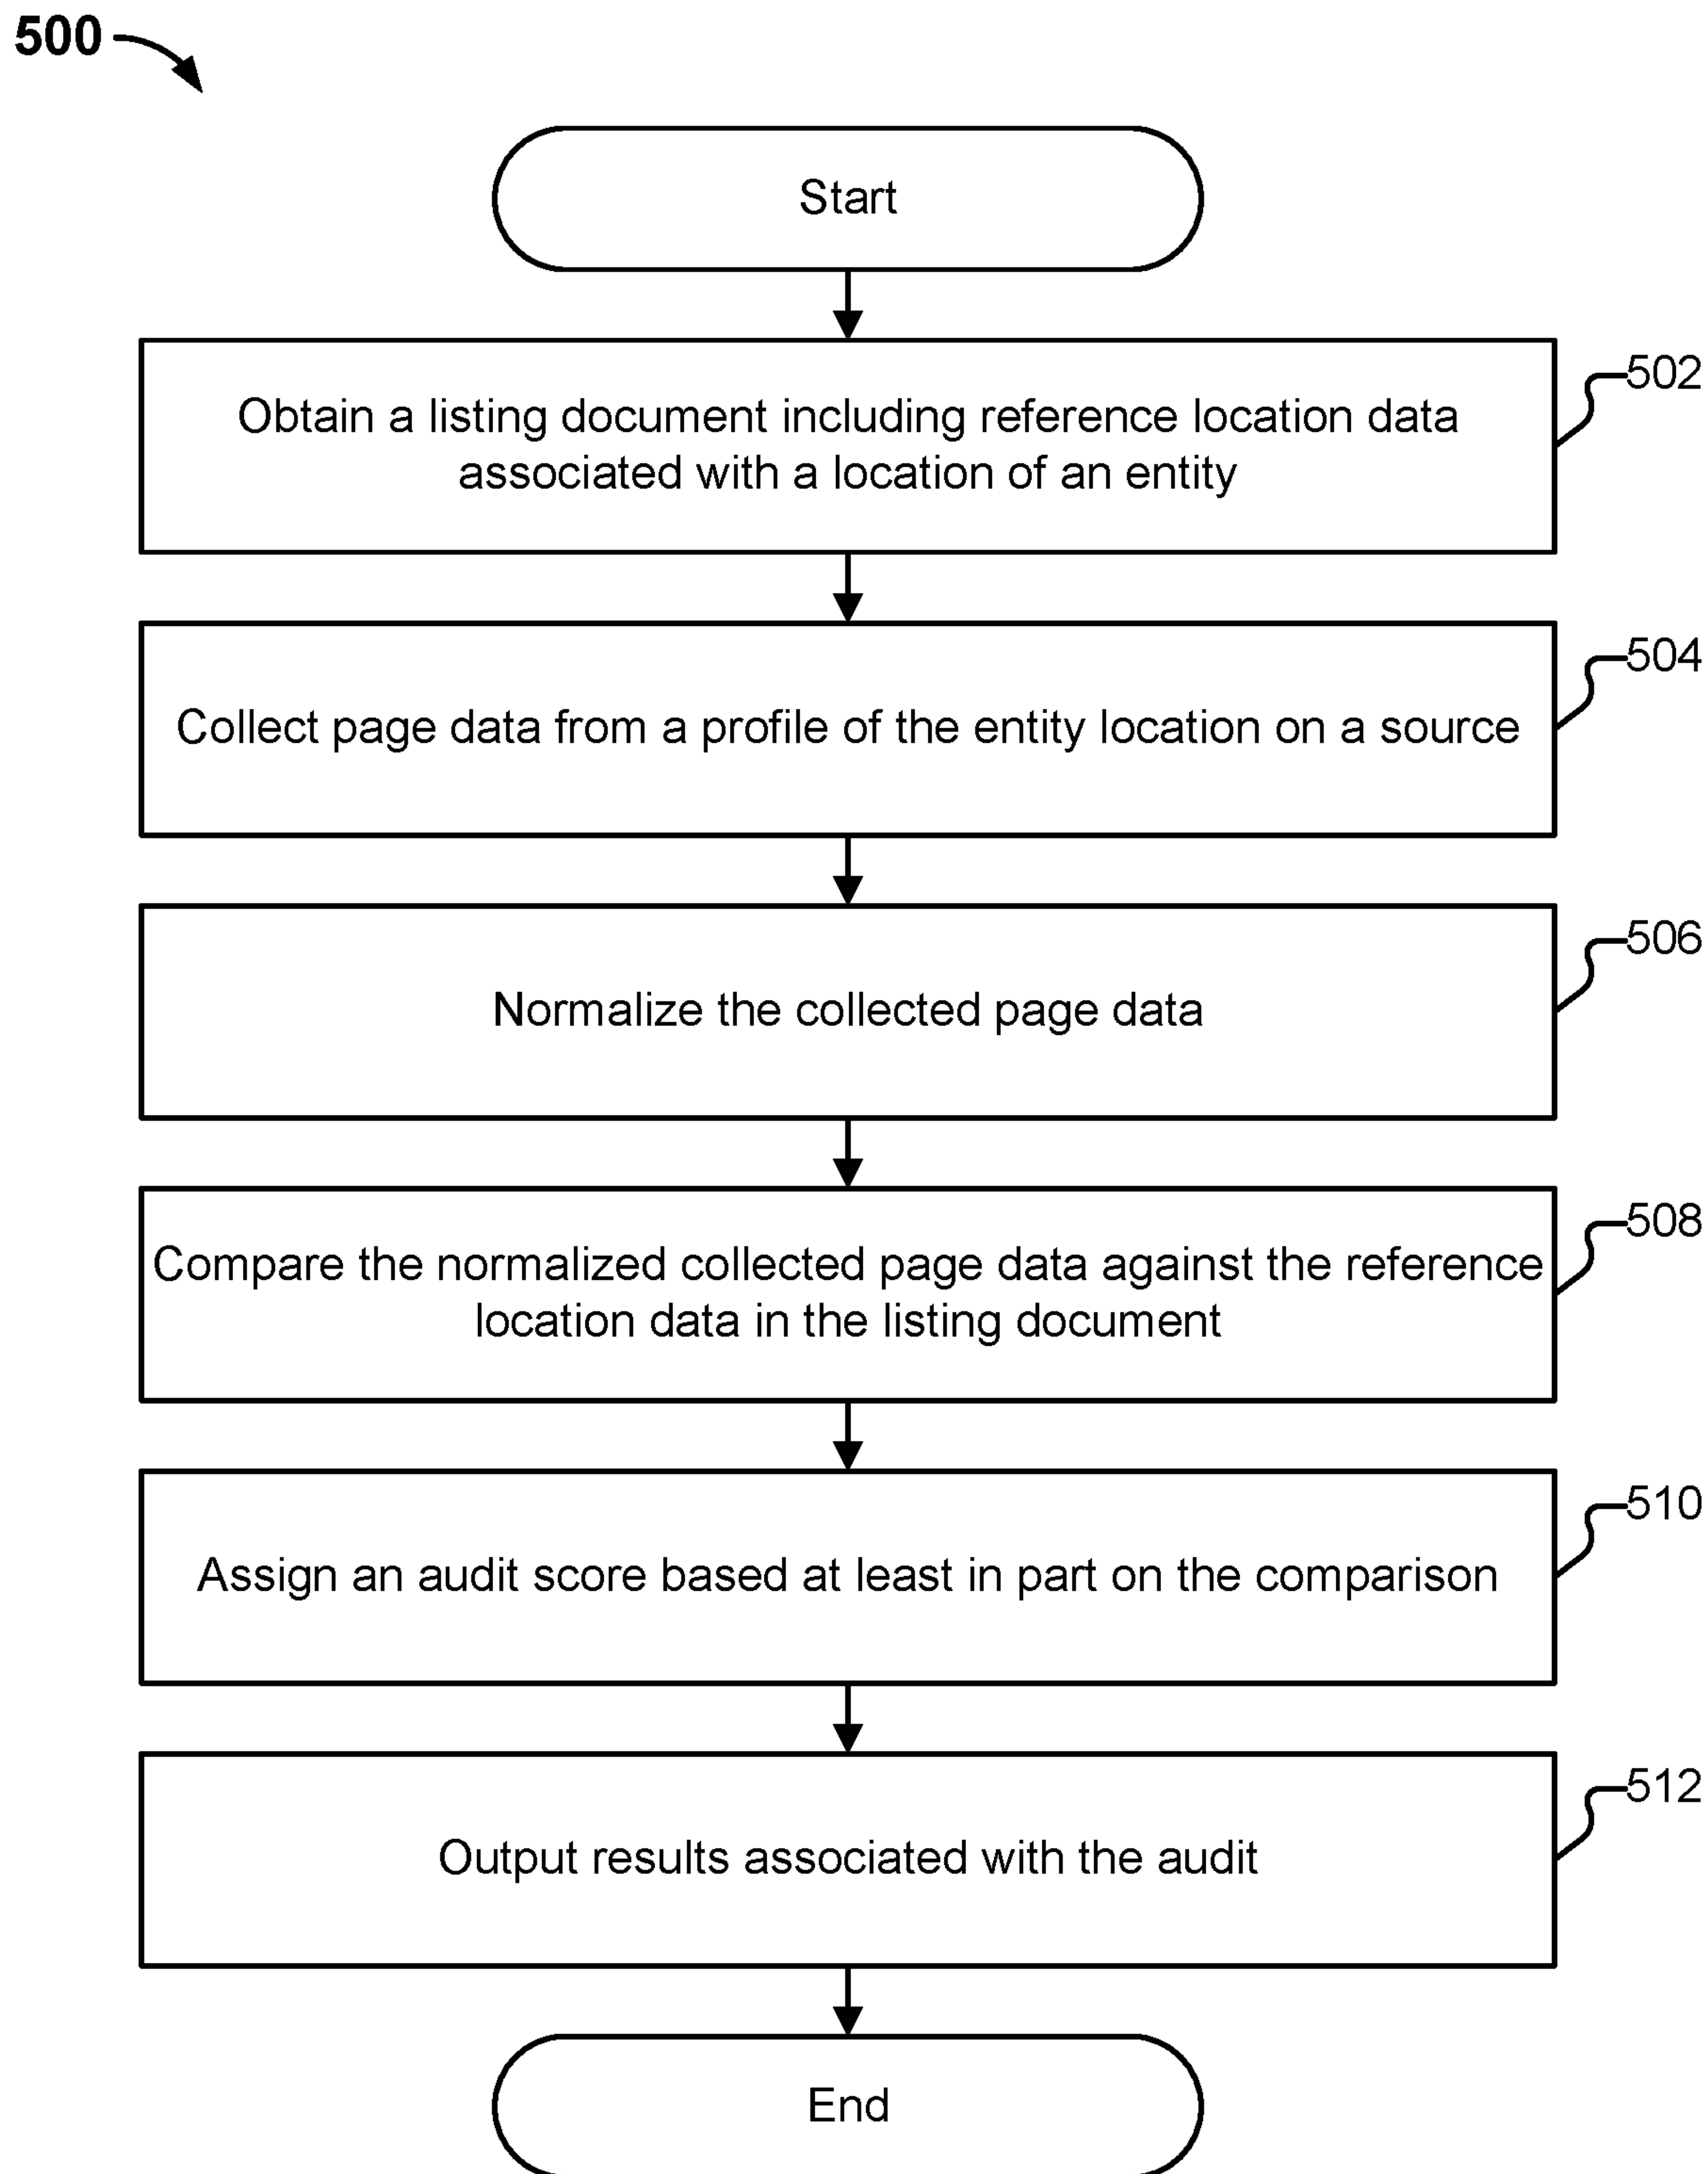 500
Start
Obtain a listing document including reference location data
associated with a location of an entity
502
Collect page data from a profile of the entity location on a source
504
Normalize the collected page data
506
Compare the normalized collected page data against the reference
location data in the listing document
508
Assign an audit score based at least in part on the comparison
510
Output results associated with the audit
512
End